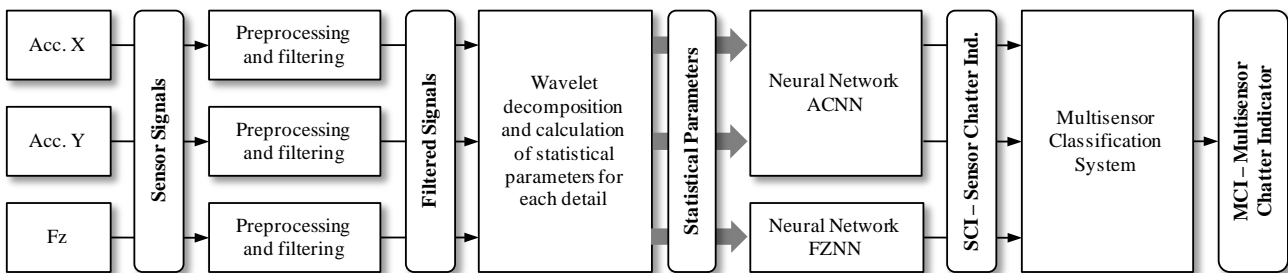 Acc. X
Acc. Y
Fz
Sensor Signals
Preprocessing
and filtering
Preprocessing
and filtering
Preprocessing
and filtering
Filtered Signals
Wavelet
decomposition
and calculation
of statistical
parameters for
each detail
Statistical Parameters
Neural Network
ACNN
Neural Network
FZNN
SCI – Sensor Chatter Ind.
Multisensor
Classification
System
MCI – Multisensor
Chatter Indicator